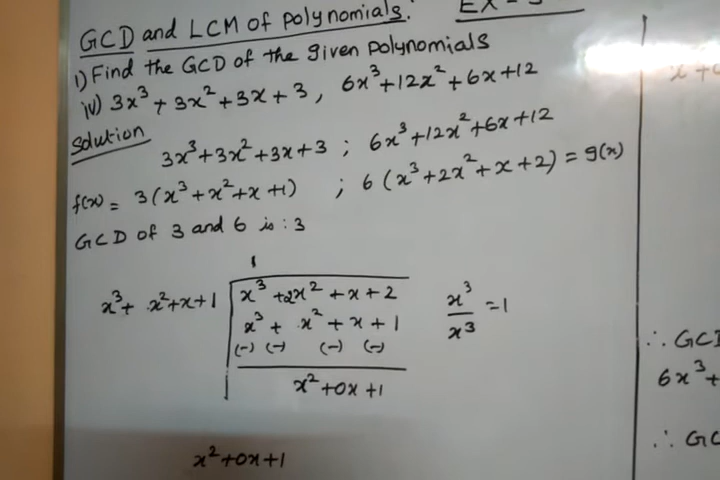 GCD and LCM of Polynomials.
1) Find the GCD of the given Polynomials
iv) 3x³ + 3x² + 3x + 3, 6x³ + 12x² + 6x + 12
Solution
3x³ + 3x² + 3x + 3 ; 6x³ + 12x² + 6x + 12
f(x) = 3(x³ + x² + x + 1) ; 6(x³ + 2x² + x + 2) = g(x)
GCD of 3 and 6 is : 3
1
x³ + x² + x + 1 x³ + 2x² + x + 2 x³/x³ = 1
x³ + x² + x + 1
(-) (-) (-) (-)
x² + 0x + 1
x² + 0x + 1
∴ GC
6x³ +
∴ GC